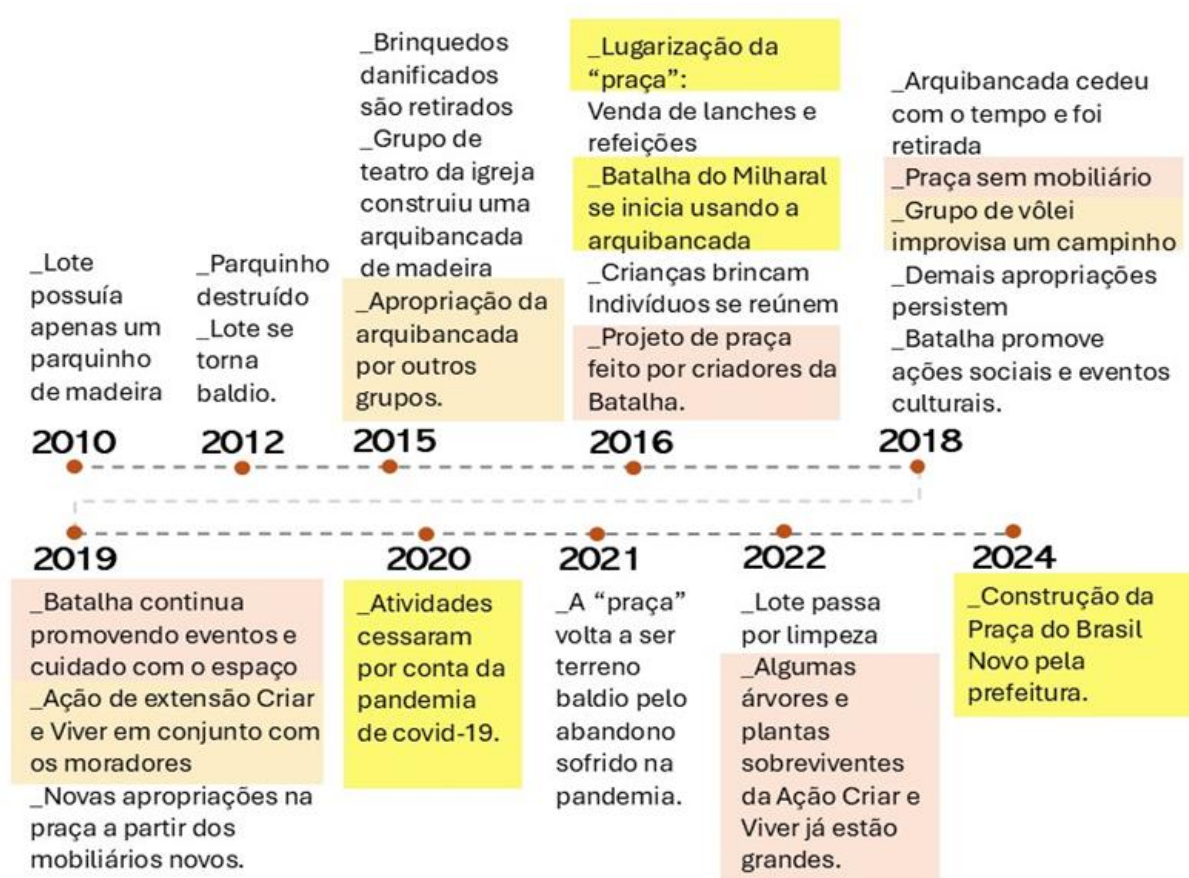 _Lote
possuía
apenas um
parquinho
de madeira
2010
_Parquinho
destruído
_Lote se
torna
baldio.
2012
_Brinquedos
danificados
são retirados
_Grupo de
teatro da igreja
construiu uma
arquibancada
de madeira
_Apropriação da
arquibancada
por outros
grupos.
2015
_Lugarização da
“praça”:
Venda de lanches e
refeições
_Batalha do Milharal
se inicia usando a
arquibancada
_Crianças brincam
Indivíduos se reúnem
_Projeto de praça
feito por criadores da
Batalha.
2016
_Arquibancada cedeu
com o tempo e foi
retirada
_Praça sem mobiliário
_Grupo de vôlei
improvisa um campinho
_Demais apropriações
persistem
_Batalha promove
ações sociais e eventos
culturais.
2018
2019
_Batalha continua
promovendo eventos e
cuidado com o espaço
_Ação de extensão Criar
e Viver em conjunto com
os moradores
_Novas apropriações na
praça a partir dos
mobiliários novos.
2020
_Atividades
cessaram
por conta da
pandemia
de covid-19.
2021
_A “praça”
volta a ser
terreno
baldio pelo
abandono
sofrido na
pandemia.
2022
_Lote passa
por limpeza
_Algumas
árvores e
plantas
sobreviventes
da Ação Criar e
Viver já estão
grandes.
2024
_Construção da
Praça do Brasil
Novo pela
prefeitura.